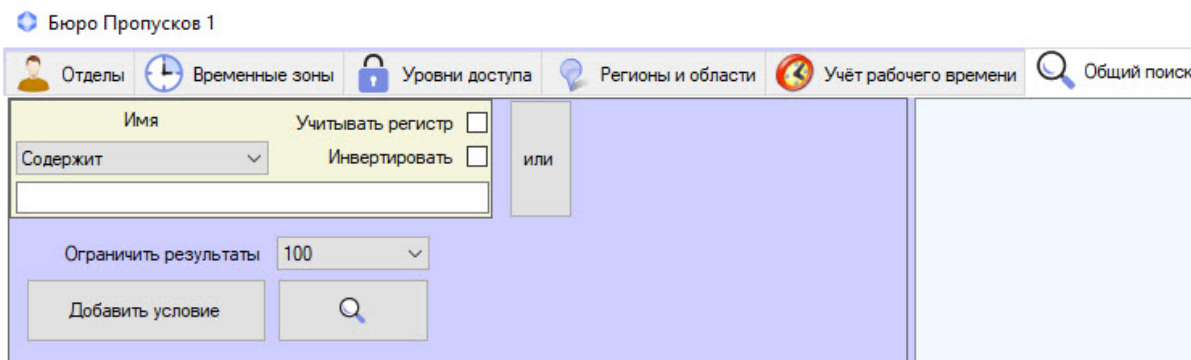 Бюро Пропусков 1
Отделы Временные зоны Уровни доступа Регионы и области Учёт рабочего времени Общий поиск
Имя Учитывать регистр
Содержит Инвертировать или
Ограничить результаты 100
Добавить условие